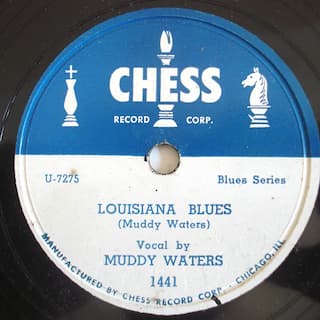 CHESS
RECORD CORP.
U-7275 Blues Series
LOUISIANA BLUES
(Muddy Waters)
Vocal by
MUDDY WATERS
1441
MANUFACTURED BY CHESS RECORD CORP. · CHICAGO, ILL.